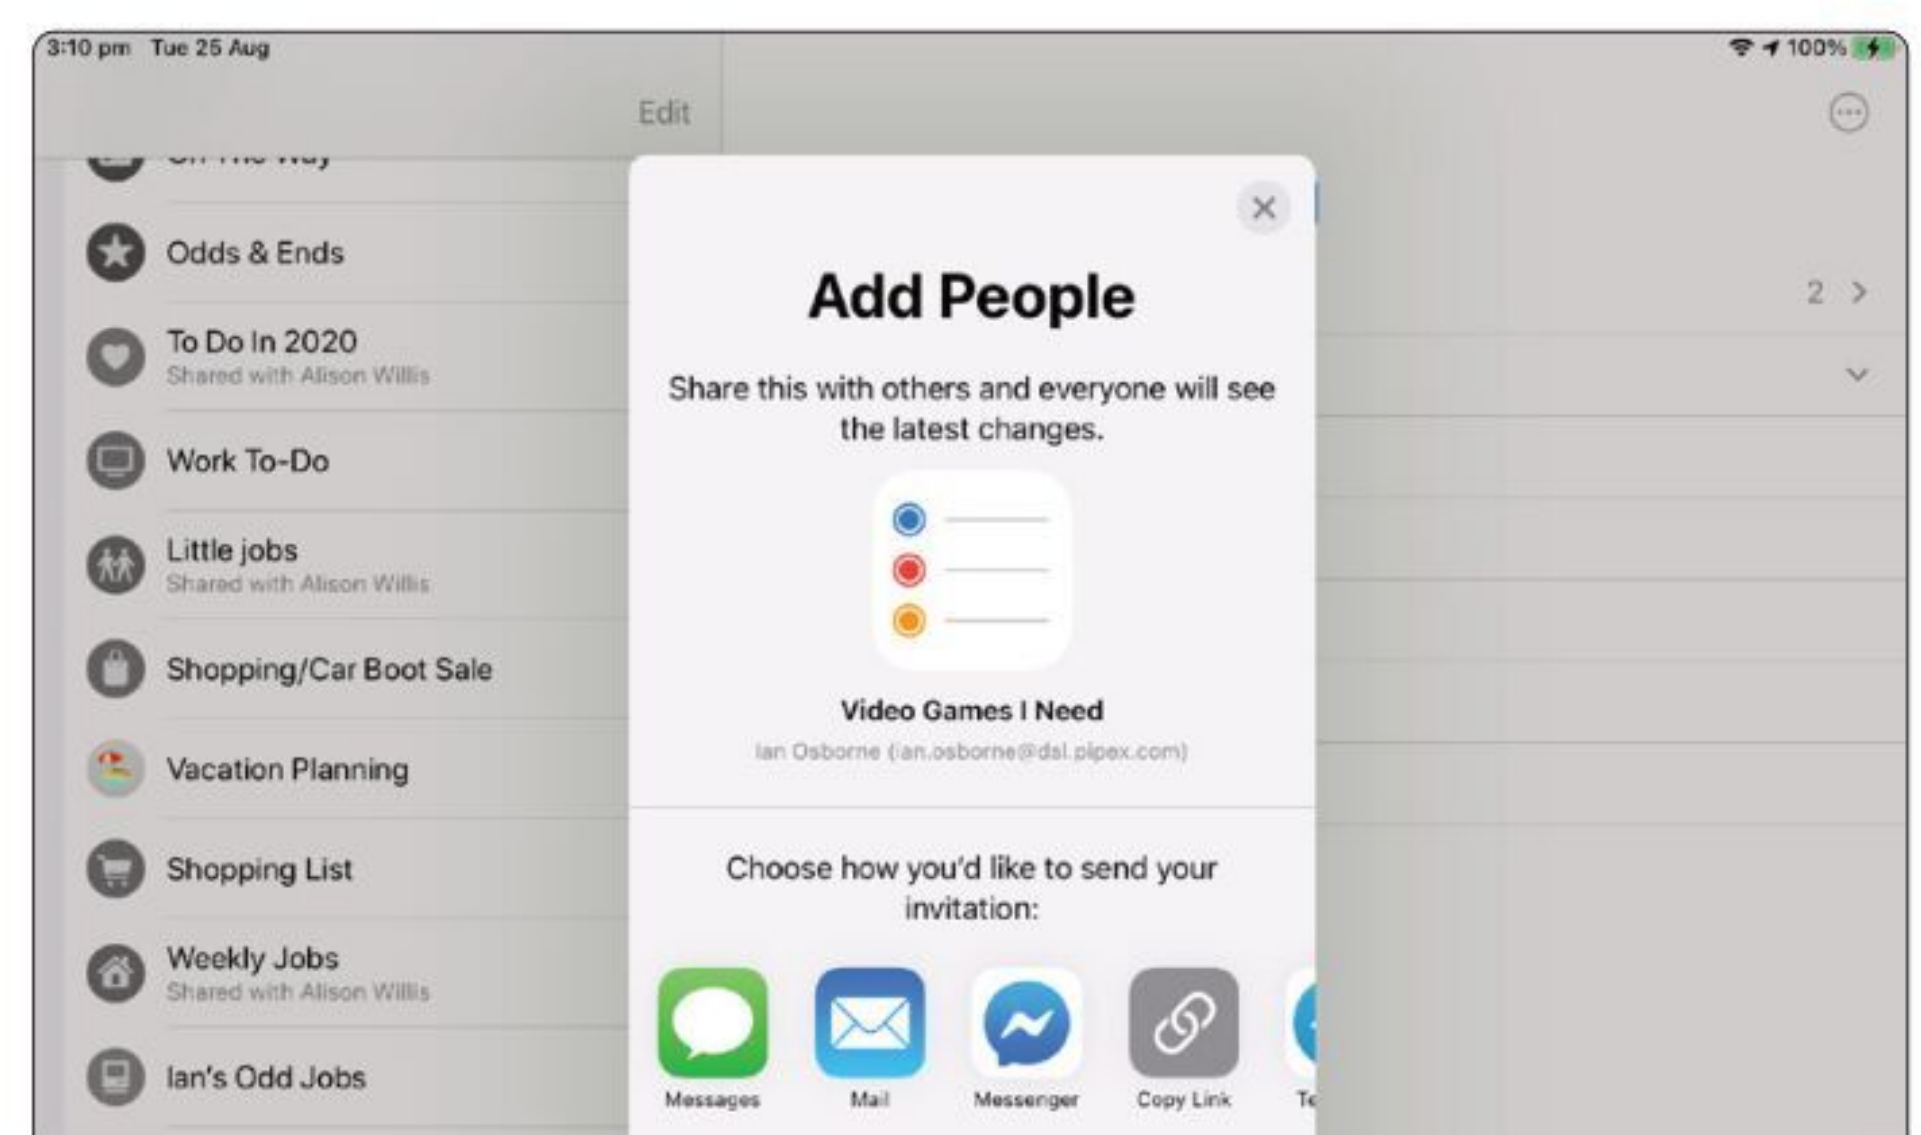 3:10 pm Tue 25 Aug
100%
Edit
On The Way
Odds & Ends
To Do In 2020
Shared with Alison Willis
Work To-Do
Little jobs
Shared with Alison Willis
Shopping/Car Boot Sale
Vacation Planning
Shopping List
Weekly Jobs
Shared with Alison Willis
Ian's Odd Jobs
2
Add People
Share this with others and everyone will see
the latest changes.
Video Games I Need
Ian Osborne (ian.osborne@dsl.pipex.com)
Choose how you'd like to send your
invitation:
Messages
Mail
Messenger
Copy Link
Te